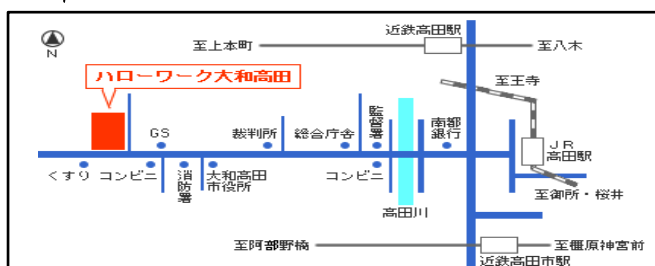 近鉄高田駅
至上本町
至八木
N
至王寺
ハローワーク大和高田
GS
裁判所
総合庁舎
監督署
南都
銀行
JR
高田駅
くすり
コンビニ
消防署
大和高田
市役所
コンビニ
高田川
至御所・桜井
至阿部野橋
至橿原神宮前
近鉄高田市駅